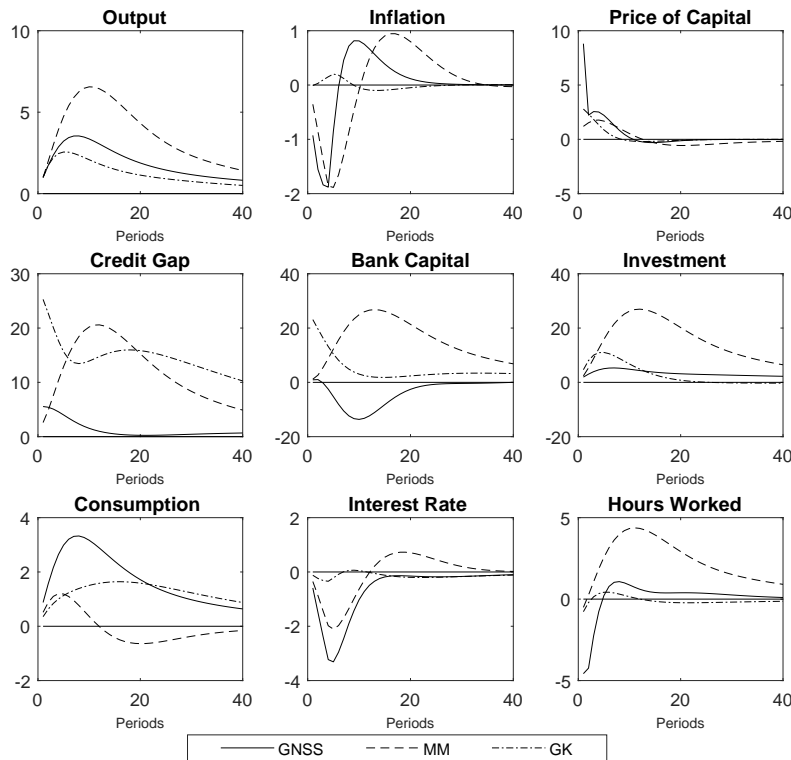 Output
10
5
0
0 20 40
Periods
Inflation
1
0
-1
-2
0 20 40
Periods
Price of Capital
10
5
0
-5
0 20 40
Periods
Credit Gap
30
20
10
0
0 20 40
Periods
Bank Capital
40
20
0
-20
0 20 40
Periods
Investment
40
20
0
-20
0 20 40
Periods
Consumption
4
2
0
-2
0 20 40
Periods
Interest Rate
2
0
-2
-4
0 20 40
Periods
Hours Worked
5
0
-5
0 20 40
Periods
GNSS MM GK